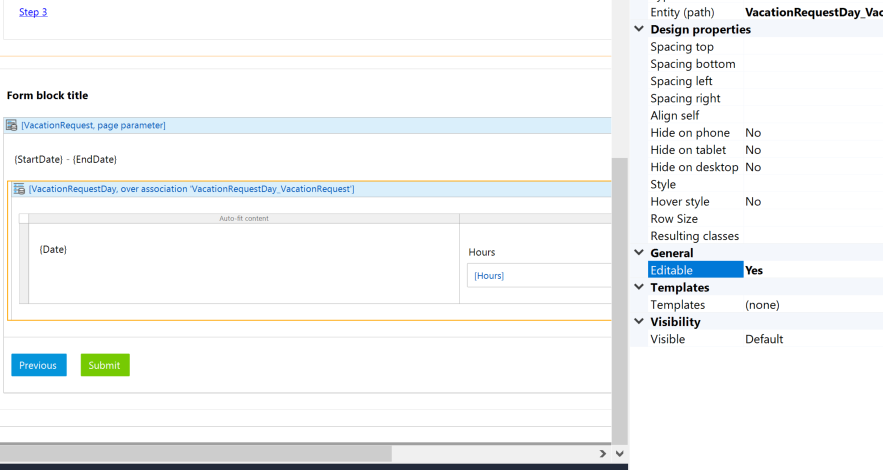 Step 3
Form block title
[VacationRequest, page parameter]
{StartDate} - {EndDate}
[VacationRequestDay, over association 'VacationRequestDay_VacationRequest']
Auto-fit content
{Date}
Hours
[Hours]
Previous
Submit
Entity (path) VacationRequestDay_Vac
Design properties
Spacing top
Spacing bottom
Spacing left
Spacing right
Align self
Hide on phone No
Hide on tablet No
Hide on desktop No
Style
Hover style No
Row Size
Resulting classes
General
Editable Yes
Templates
Templates (none)
Visibility
Visible Default